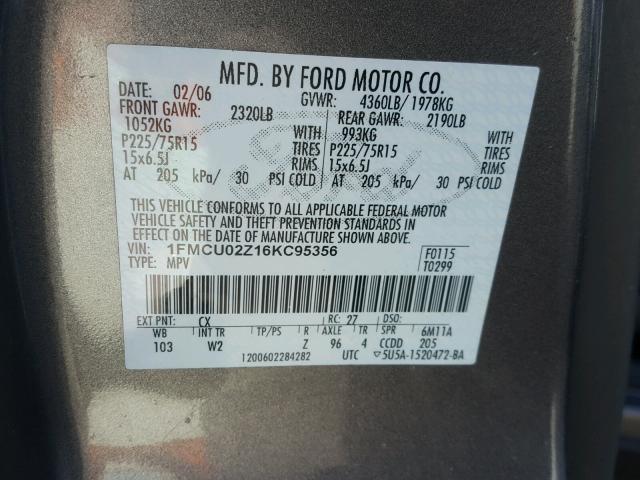 MFD. BY FORD MOTOR CO.
DATE: 02/06 GVWR: 4360LB/1978KG
FRONT GAWR: 2320LB REAR GAWR: 2190LB
1052KG WITH 993KG WITH
P225/75R15 TIRES P225/75R15 TIRES
15x6.5J RIMS 15x6.5J RIMS
AT 205 kPa/ 30 PSI COLD AT 205 kPa/ 30 PSI COLD
THIS VEHICLE CONFORMS TO ALL APPLICABLE FEDERAL MOTOR
VEHICLE SAFETY AND THEFT PREVENTION STANDARDS IN
EFFECT ON THE DATE OF MANUFACTURE SHOWN ABOVE.
VIN: 1FMCU02Z16KC95356 F0115
TYPE: MPV T0299
EXT PNT: CX RC: 27 DSO:
WB INT TR TP/PS R AXLE TR SPR 6M11A
103 W2 Z 96 4 CCDD 205
1200602284282 UTC ▽5U5A-1520472-BA